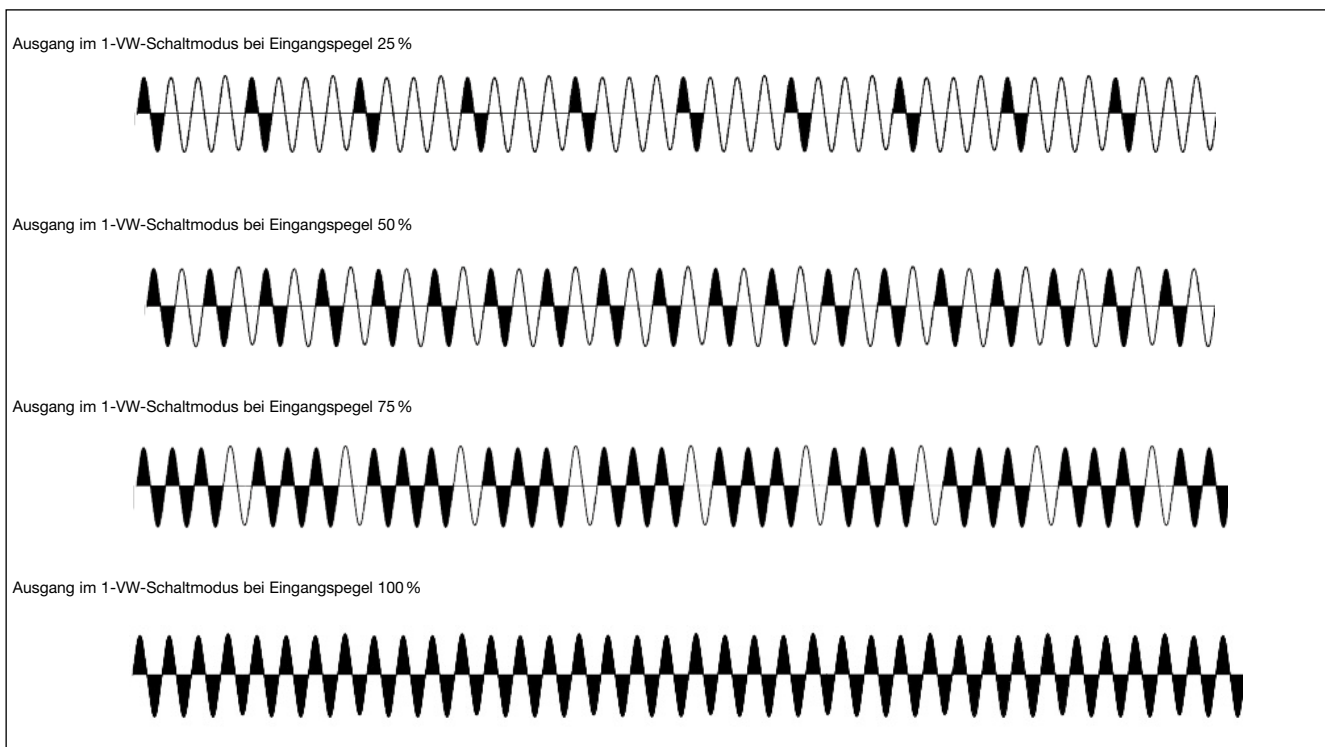 Ausgang im 1-VW-Schaltmodus bei Eingangspegel 25 %
Ausgang im 1-VW-Schaltmodus bei Eingangspegel 50 %
Ausgang im 1-VW-Schaltmodus bei Eingangspegel 75 %
Ausgang im 1-VW-Schaltmodus bei Eingangspegel 100 %